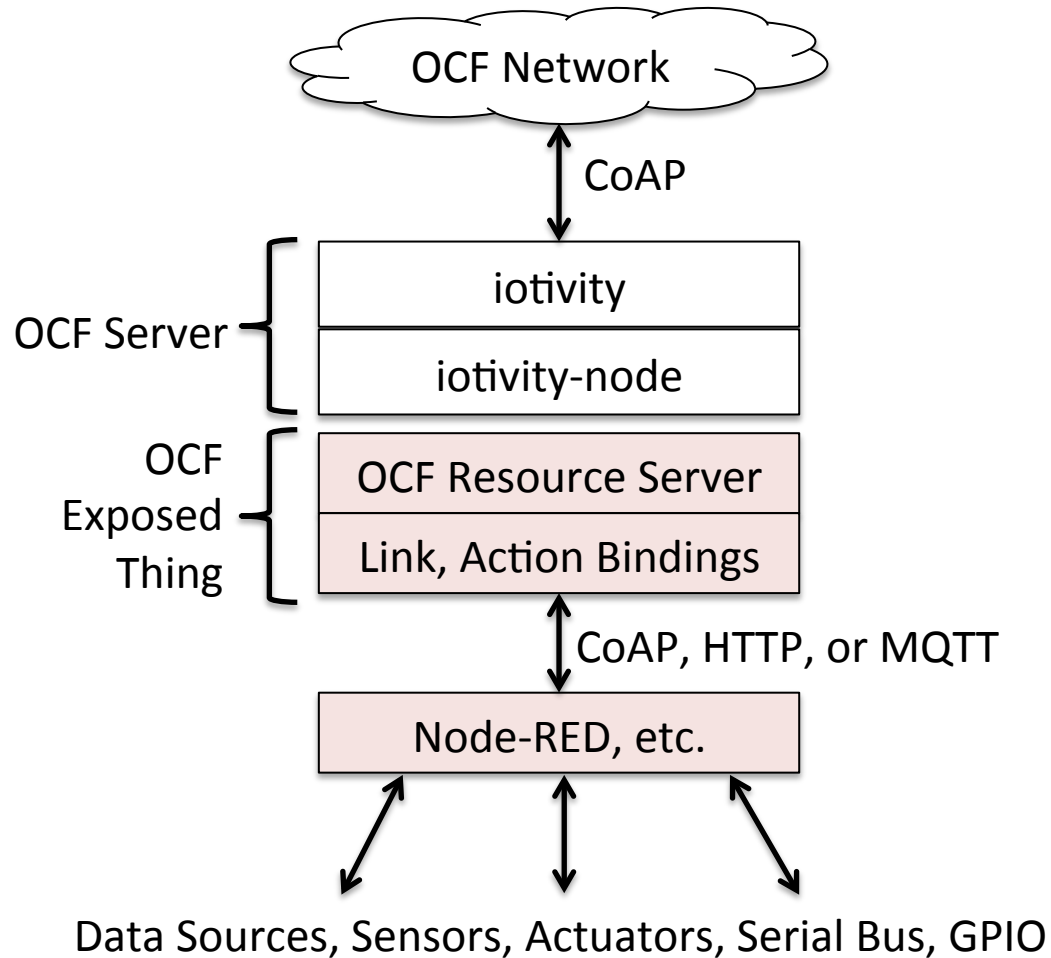 OCF Network
CoAP
iotivity
OCF Server
iotivity-node
OCF
Exposed
Thing
OCF Resource Server
Link, Action Bindings
CoAP, HTTP, or MQTT
Node-RED, etc.
Data Sources, Sensors, Actuators, Serial Bus, GPIO